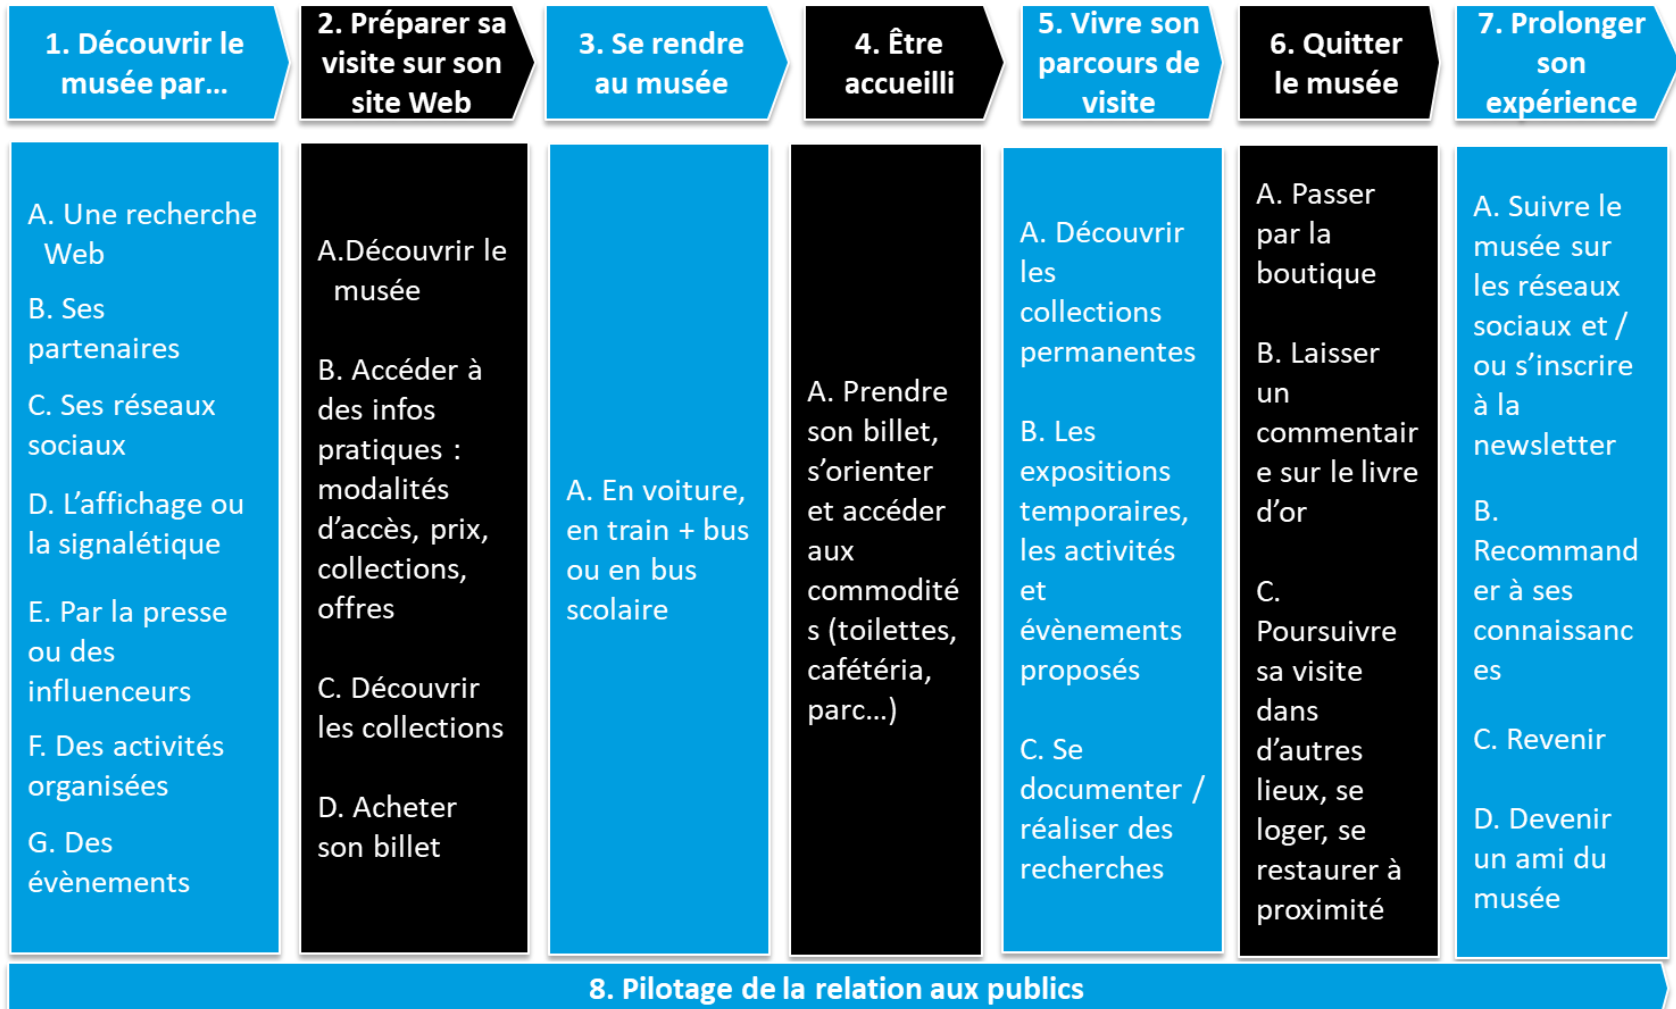 1. Découvrir le
musée par…
2. Préparer sa
visite sur son
site Web
3. Se rendre
au musée
4. Être
accueilli
5. Vivre son
parcours de
visite
6. Quitter
le musée
7. Prolonger
son
expérience
A. Une recherche
Web
B. Ses
partenaires
C. Ses réseaux
sociaux
D. L’affichage ou
la signalétique
E. Par la presse
ou des
influenceurs
F. Des activités
organisées
G. Des
évènements
A.Découvrir le
musée
B. Accéder à
des infos
pratiques :
modalités
d’accès, prix,
collections,
offres
C. Découvrir
les collections
D. Acheter
son billet
A. En voiture,
en train + bus
ou en bus
scolaire
A. Prendre
son billet,
s’orienter
et accéder
aux
commodité
s (toilettes,
cafétéria,
parc…)
A. Découvrir
les
collections
permanentes
B. Les
expositions
temporaires,
les activités
et
évènements
proposés
C. Se
documenter /
réaliser des
recherches
A. Passer
par la
boutique
B. Laisser
un
commentair
e sur le livre
d’or
C.
Poursuivre
sa visite
dans
d’autres
lieux, se
loger, se
restaurer à
proximité
A. Suivre le
musée sur
les réseaux
sociaux et /
ou s’inscrire
à la
newsletter
B.
Recommand
er à ses
connaissanc
es
C. Revenir
D. Devenir
un ami du
musée
8. Pilotage de la relation aux publics